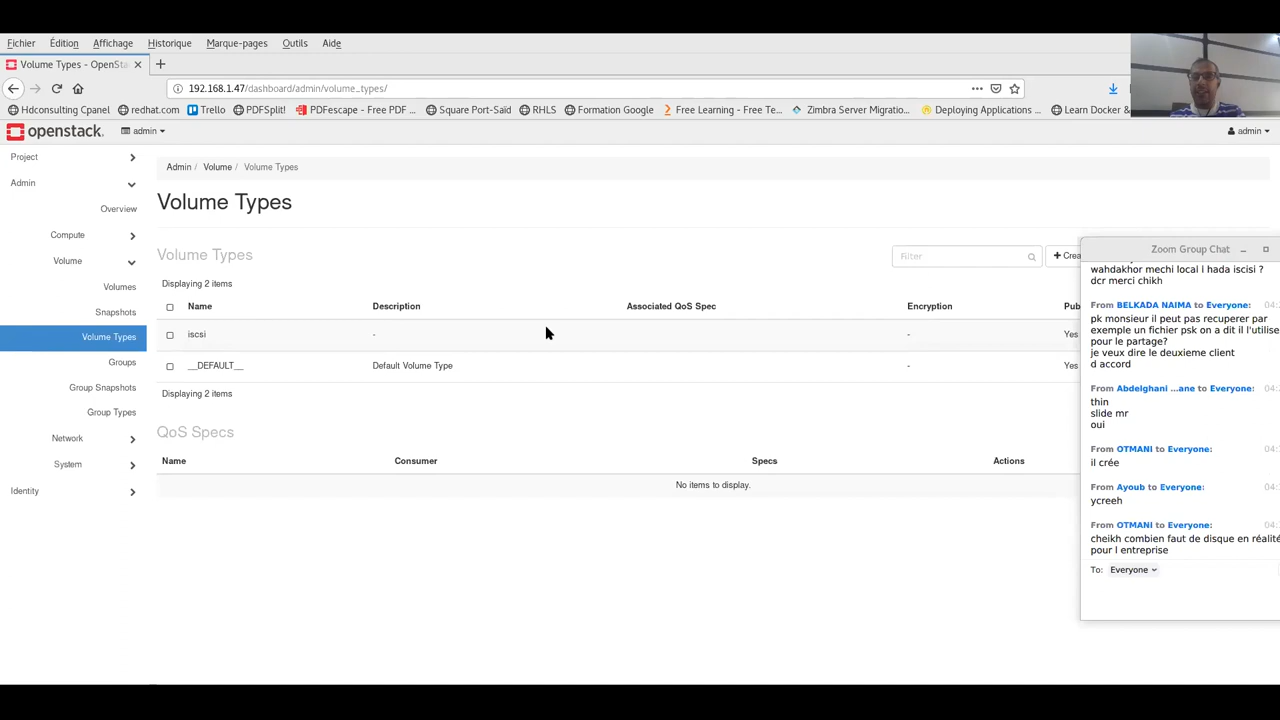 Fichier Édition Affichage Historique Marque-pages Outils Aide
Volume Types - OpenSta
192.168.1.47/dashboard/admin/volume_types/
Hdconsulting Cpanel redhat.com Trello PDFSplit! PDFescape - Free PDF ... Square Port-Saïd RHLS Formation Google Free Learning - Free Te... Zimbra Server Migratio... Deploying Applications ... Learn Docker &
openstack. admin admin
Project
Admin
Overview
Compute
Volume
Volumes
Snapshots
Volume Types
Groups
Group Snapshots
Group Types
Network
System
Identity
Admin / Volume / Volume Types
Volume Types
Volume Types
Filter
+ Crea
Displaying 2 items
Name Description Associated QoS Spec Encryption Pub
iscsi - - Yes
__DEFAULT__ Default Volume Type - Yes
Displaying 2 items
QoS Specs
Name Consumer Specs Actions
No items to display.
Zoom Group Chat
wahdakhor mechi local l hada iscisi ?
dcr merci chikh
From BELKADA NAIMA to Everyone: 04:
pk monsieur il peut pas recuperer par
exemple un fichier psk on a dit il l'utilise
pour le partage?
je veux dire le deuxieme client
d accord
From Abdelghani ...ane to Everyone: 04:
thin
slide mr
oui
From OTMANI to Everyone: 04:
il crée
From Ayoub to Everyone: 04:
ycreeh
From OTMANI to Everyone: 04:
cheikh combien faut de disque en réalité
pour l entreprise
To: Everyone